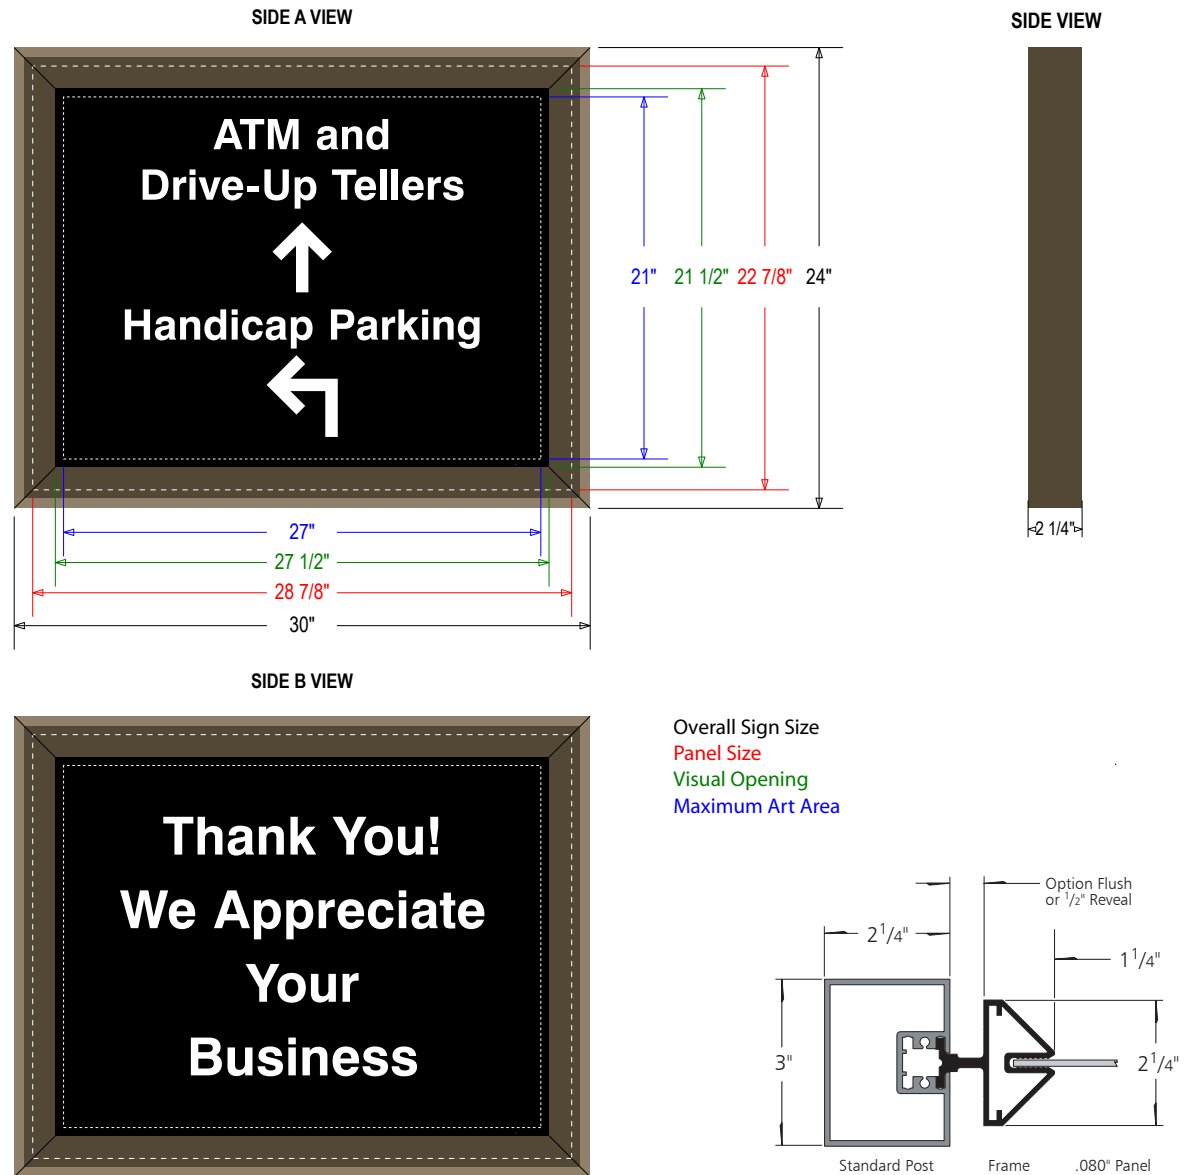 SIDE A VIEW
SIDE VIEW
ATM and
Drive-Up Tellers
Handicap Parking
21" 21 1/2" 22 7/8" 24"
2 1/4"
27"
27 1/2"
28 7/8"
30"
SIDE B VIEW
Thank You!
We Appreciate
Your
Business
Overall Sign Size
Panel Size
Visual Opening
Maximum Art Area
Option Flush
or 1/2" Reveal
2 1/4"
1 1/4"
3"
2 1/4"
Standard Post Frame .080" Panel